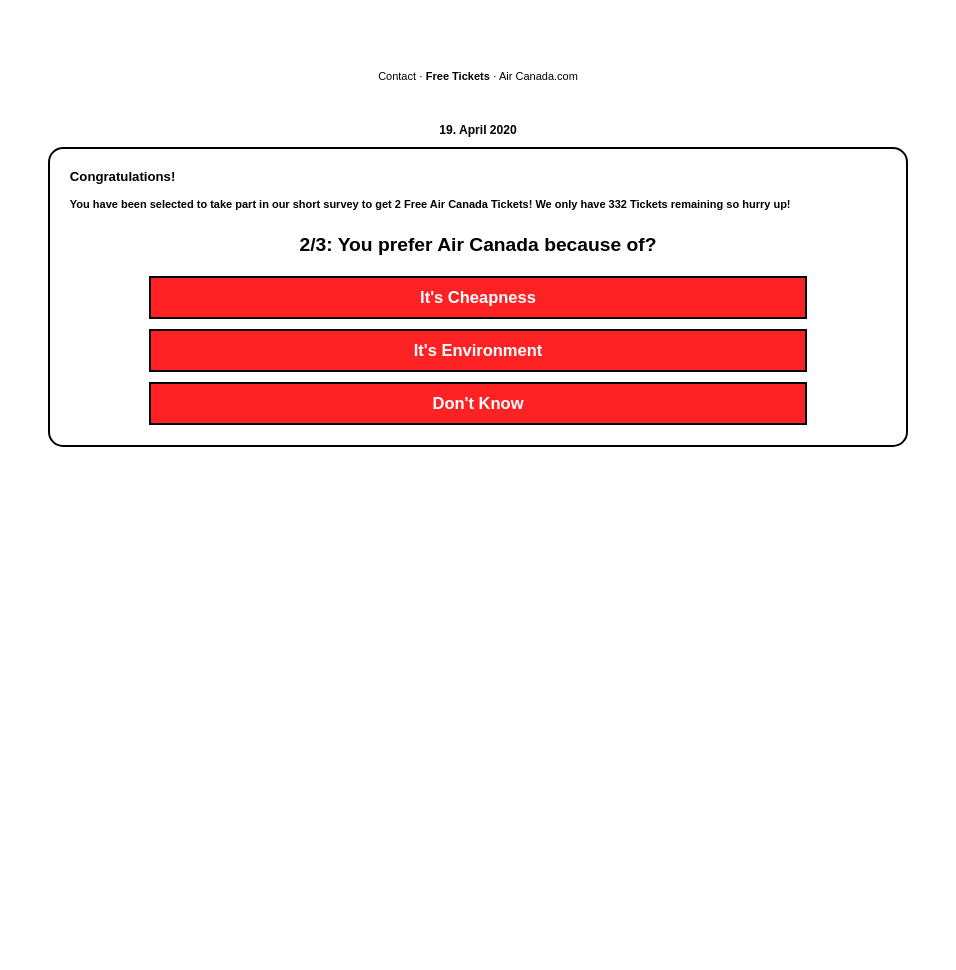 Contact · Free Tickets · Air Canada.com
19. April 2020
Congratulations!
You have been selected to take part in our short survey to get 2 Free Air Canada Tickets! We only have 332 Tickets remaining so hurry up!
2/3: You prefer Air Canada because of?
It's Cheapness
It's Environment
Don't Know